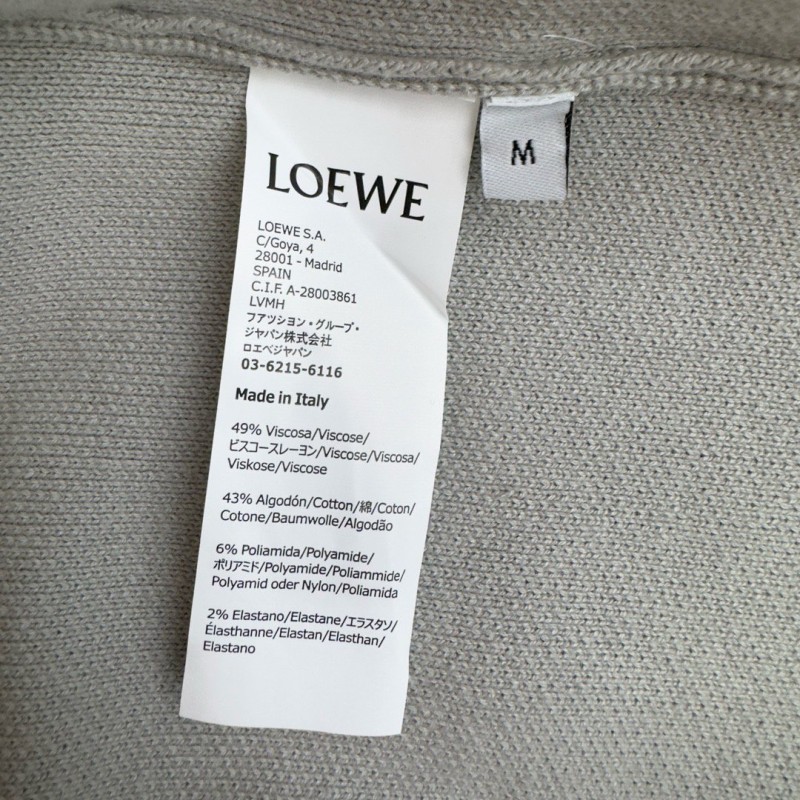 LOEWE
M
LOEWE S.A.
C/Goya, 4
28001 - Madrid
SPAIN
C.I.F. A-28003861
LVMH
フアッション・グループ・
ジャパン株式会社
ロエベジャパン
03-6215-6116
Made in Italy
49% Viscosa/Viscose/
ビスコースレーヨン/Viscose/Viscosa/
Viskose/Viscose
43% Algodón/Cotton/綿/Coton/
Cotone/Baumwolle/Algodão
6% Poliamida/Polyamide/
ポリアミド/Polyamide/Poliammide/
Polyamid oder Nylon/Poliamida
2% Elastano/Elastane/エラスタン/
Élasthanne/Elastan/Elasthan/
Elastano